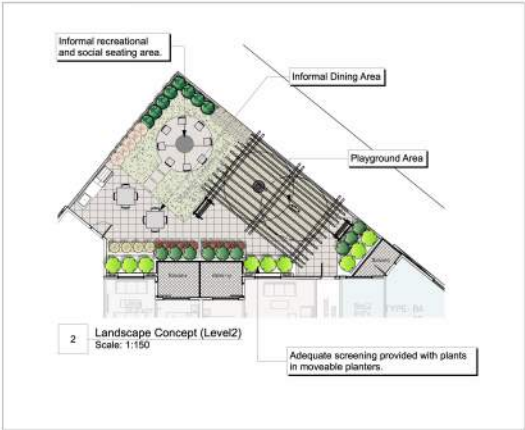 Informal recreational
and social seating area.
Informal Dining Area
Playground Area
2
Landscape Concept (Level2)
Scale: 1:150
Adequate screening provided with plants
in moveable planters.